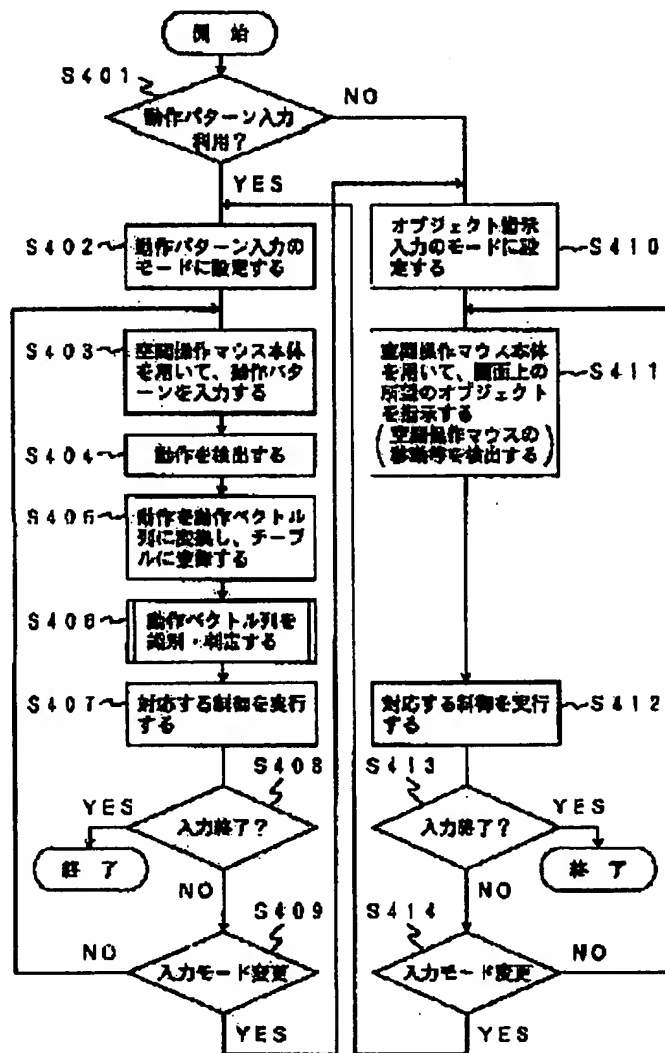 開始
S401
動作パターン入力
利用?
NO
YES
S402
動作パターン入力の
モードに設定する
オブジェクト指示
入力のモードに設
定する
S410
S403
空間操作マウス本体
を用いて、動作パタ
ーンを入力する
空間操作マウス本体
を用いて、画面上の
所望のオブジェクト
を指示する
(空間操作マウスの
移動等を検出する)
S411
S404
動作を検出する
S405
動作を動作ベクトル
列に変換し、テーブ
ルに登録する
S406
動作ベクトル列を
識別・判定する
S407
対応する制御を実行
する
対応する制御を実行
する
S412
S408
入力終了?
YES
終了
NO
S413
入力終了?
YES
終了
NO
S409
入力モード変更
NO
YES
S414
入力モード変更
NO
YES